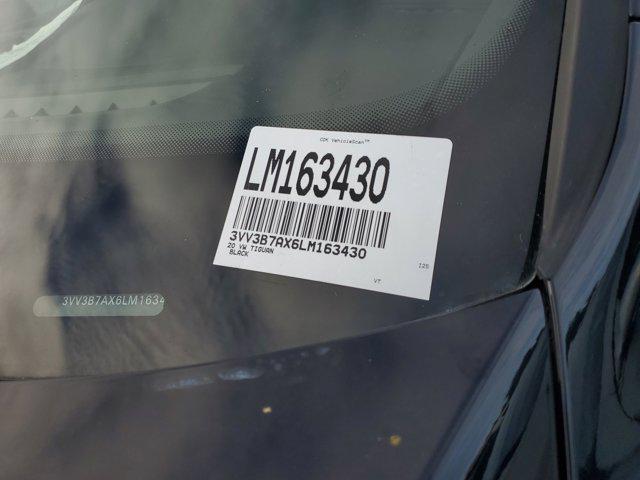 CDK VehicleScan™
LM163430
3VV3B7AX6LM163430
20 VW TIGUAN
BLACK
125
VT
3VV3B7AX6LM1634